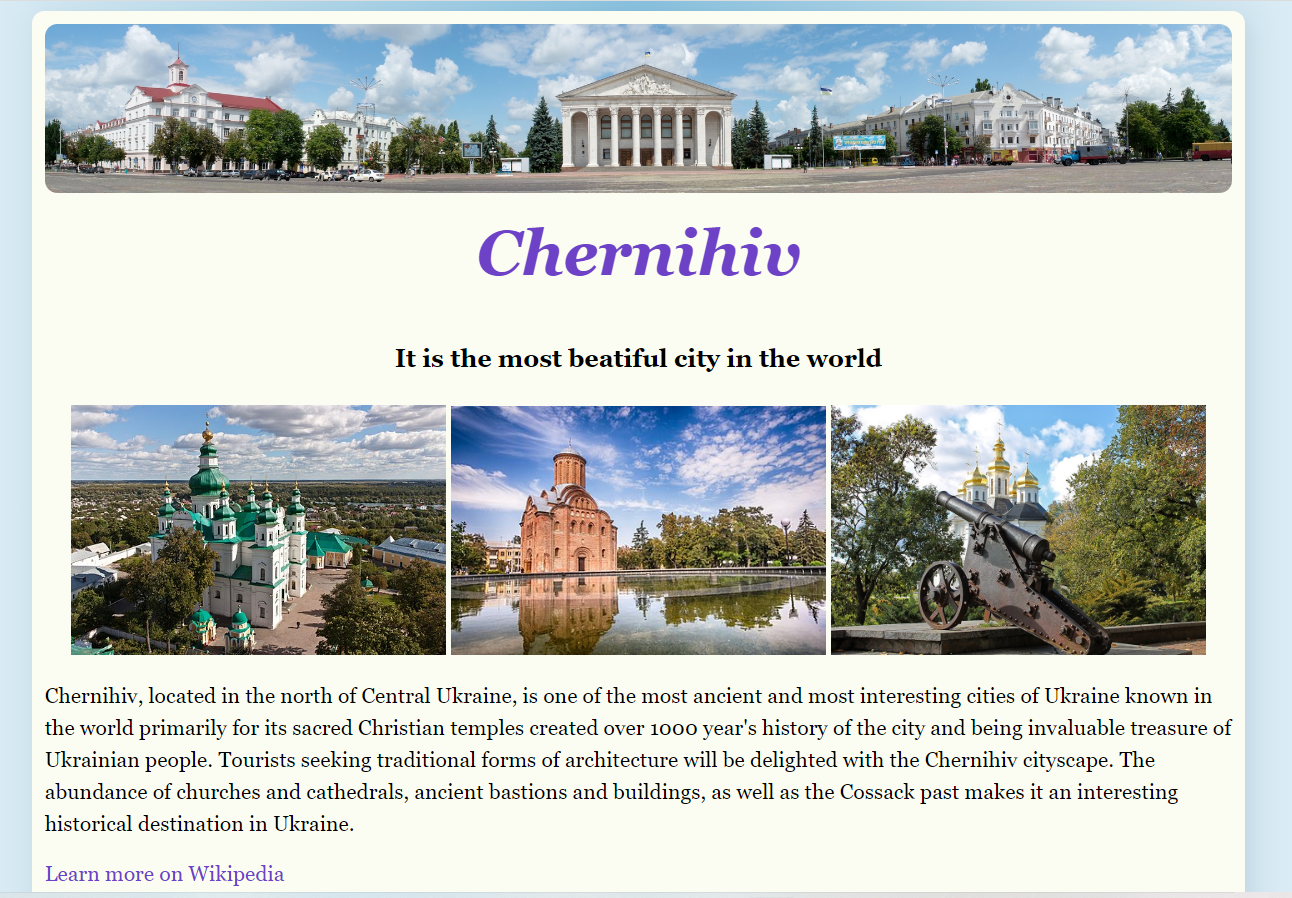 Chernihiv
It is the most beatiful city in the world
Chernihiv, located in the north of Central Ukraine, is one of the most ancient and most interesting cities of Ukraine known in
the world primarily for its sacred Christian temples created over 1000 year's history of the city and being invaluable treasure of
Ukrainian people. Tourists seeking traditional forms of architecture will be delighted with the Chernihiv cityscape. The
abundance of churches and cathedrals, ancient bastions and buildings, as well as the Cossack past makes it an interesting
historical destination in Ukraine.
Learn more on Wikipedia